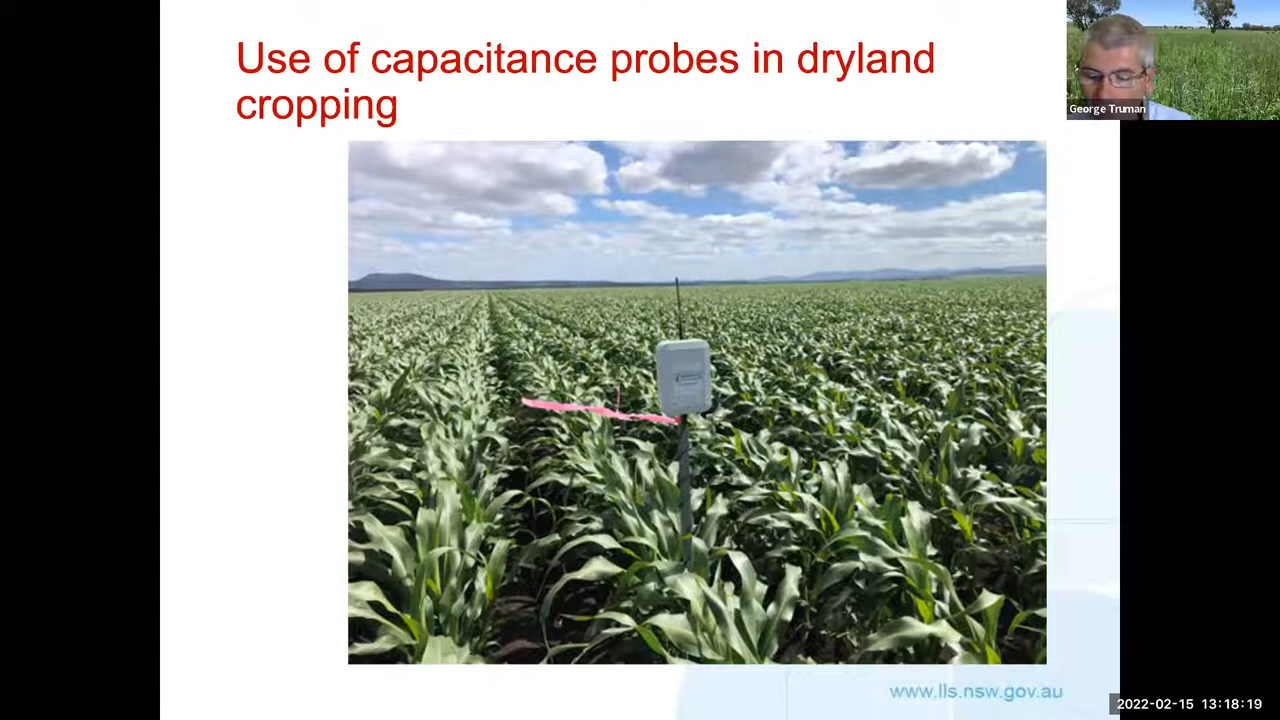 Use of capacitance probes in dryland
cropping
George Truman
www.lls.nsw.gov.au
2022-02-15 13:18:19